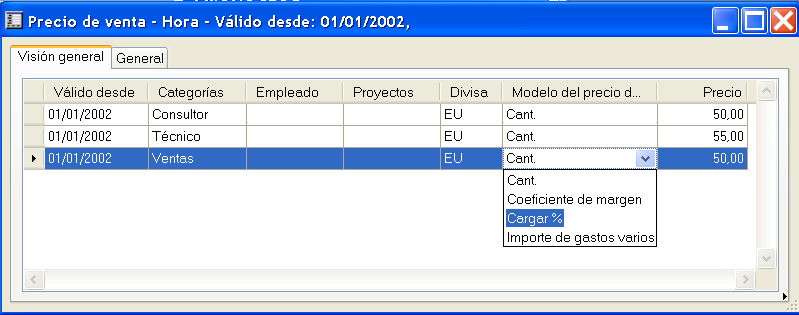 Precio de venta - Hora - Válido desde: 01/01/2002,
Visión general General
Válido desde Categorías Empleado Proyectos Divisa Modelo del precio d... Precio
01/01/2002 Consultor EU Cant. 50,00
01/01/2002 Técnico EU Cant. 55,00
01/01/2002 Ventas EU Cant. 50,00
Cant.
Coeficiente de margen
Cargar %
Importe de gastos varios